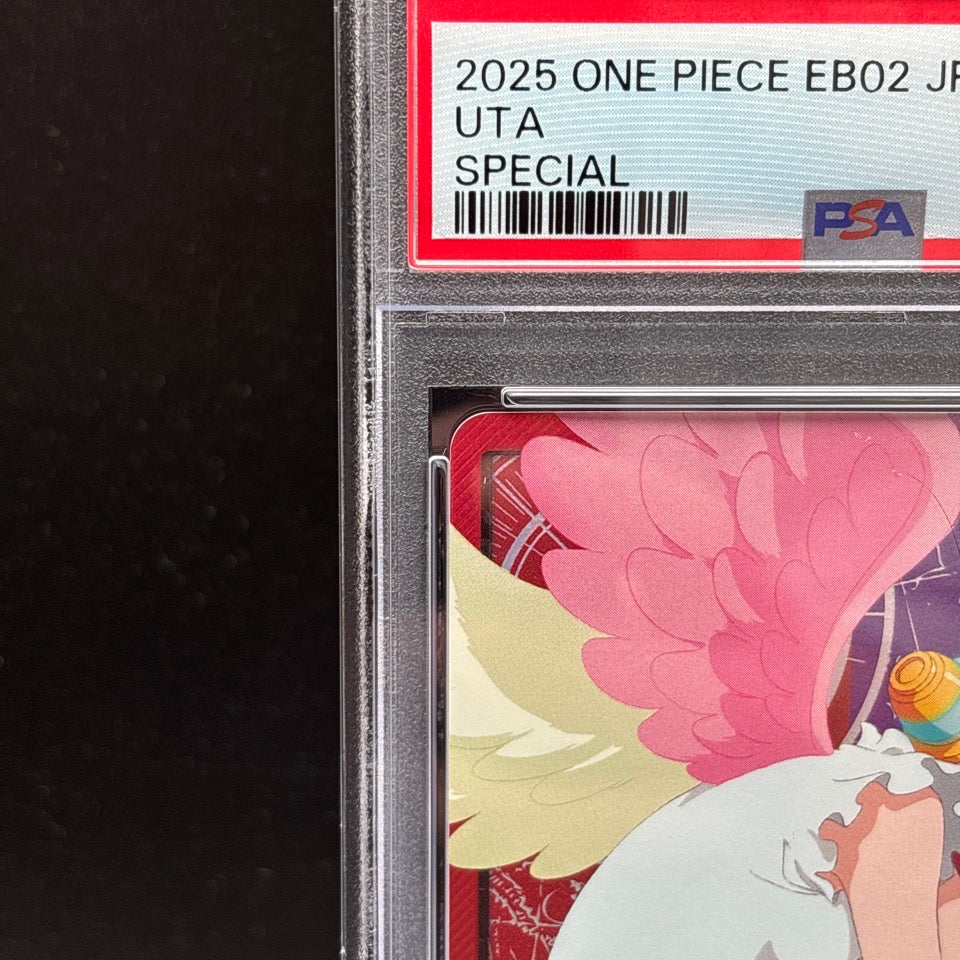 2025 ONE PIECE EB02 JP
UTA
SPECIAL
PSA